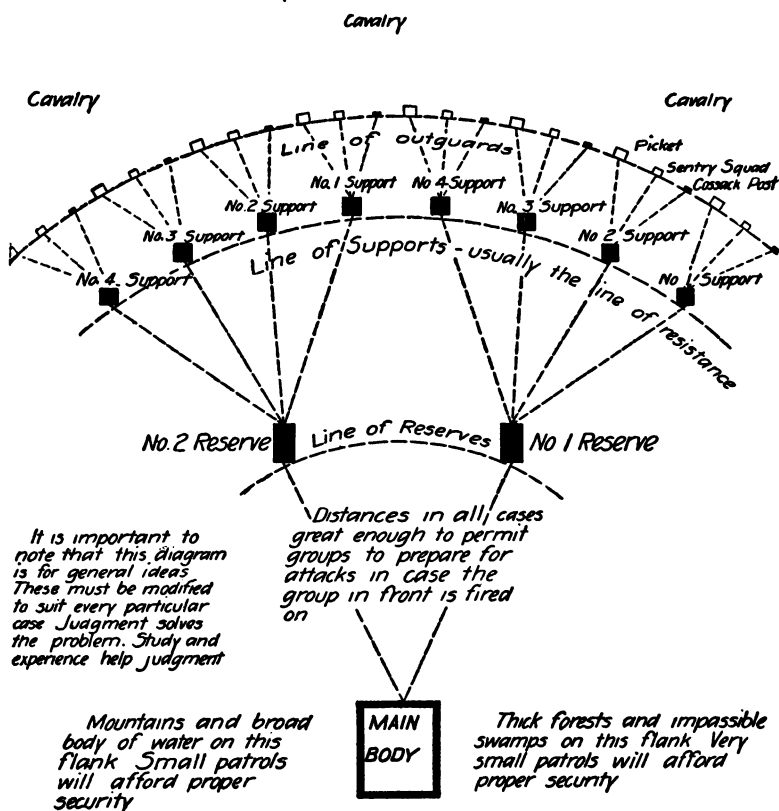 Cavalry
Cavalry
Cavalry
Line of outguards
Picket
Sentry Squad
Cossack Post
No. 4 Support
No. 3 Support
No. 2 Support
No. 1 Support
No 4 Support
No. 3 Support
No 2 Support
No 1 Support
Line of Supports - usually the line of resistance
No. 2 Reserve
Line of Reserves
No 1 Reserve
It is important to
note that this diagram
is for general ideas
These must be modified
to suit every particular
case Judgment solves
the problem. Study and
experience help judgment
Distances in all cases
great enough to permit
groups to prepare for
attacks in case the
group in front is fired
on
Mountains and broad
body of water on this
flank Small patrols
will afford proper
security
MAIN
BODY
Thick forests and impassible
swamps on this flank Very
small patrols will afford
proper security